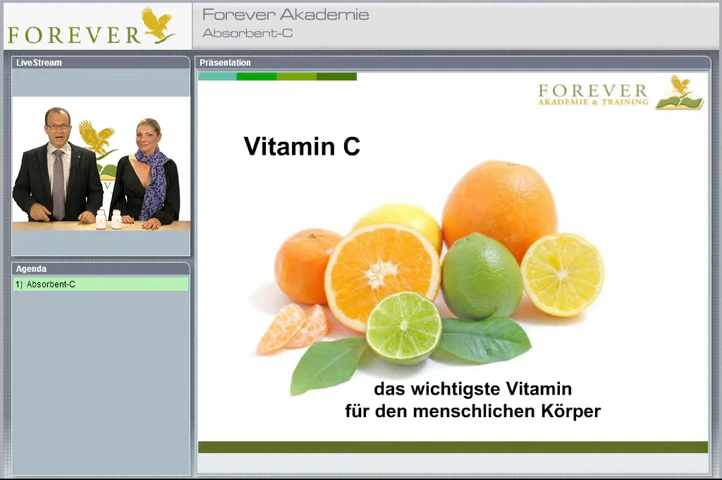 FOREVER
Forever Akademie
Absorbent-C
LiveStream
Agenda
1) Absorbent-C
Präsentation
FOREVER
AKADEMIE & TRAINING
Vitamin C
das wichtigste Vitamin
für den menschlichen Körper